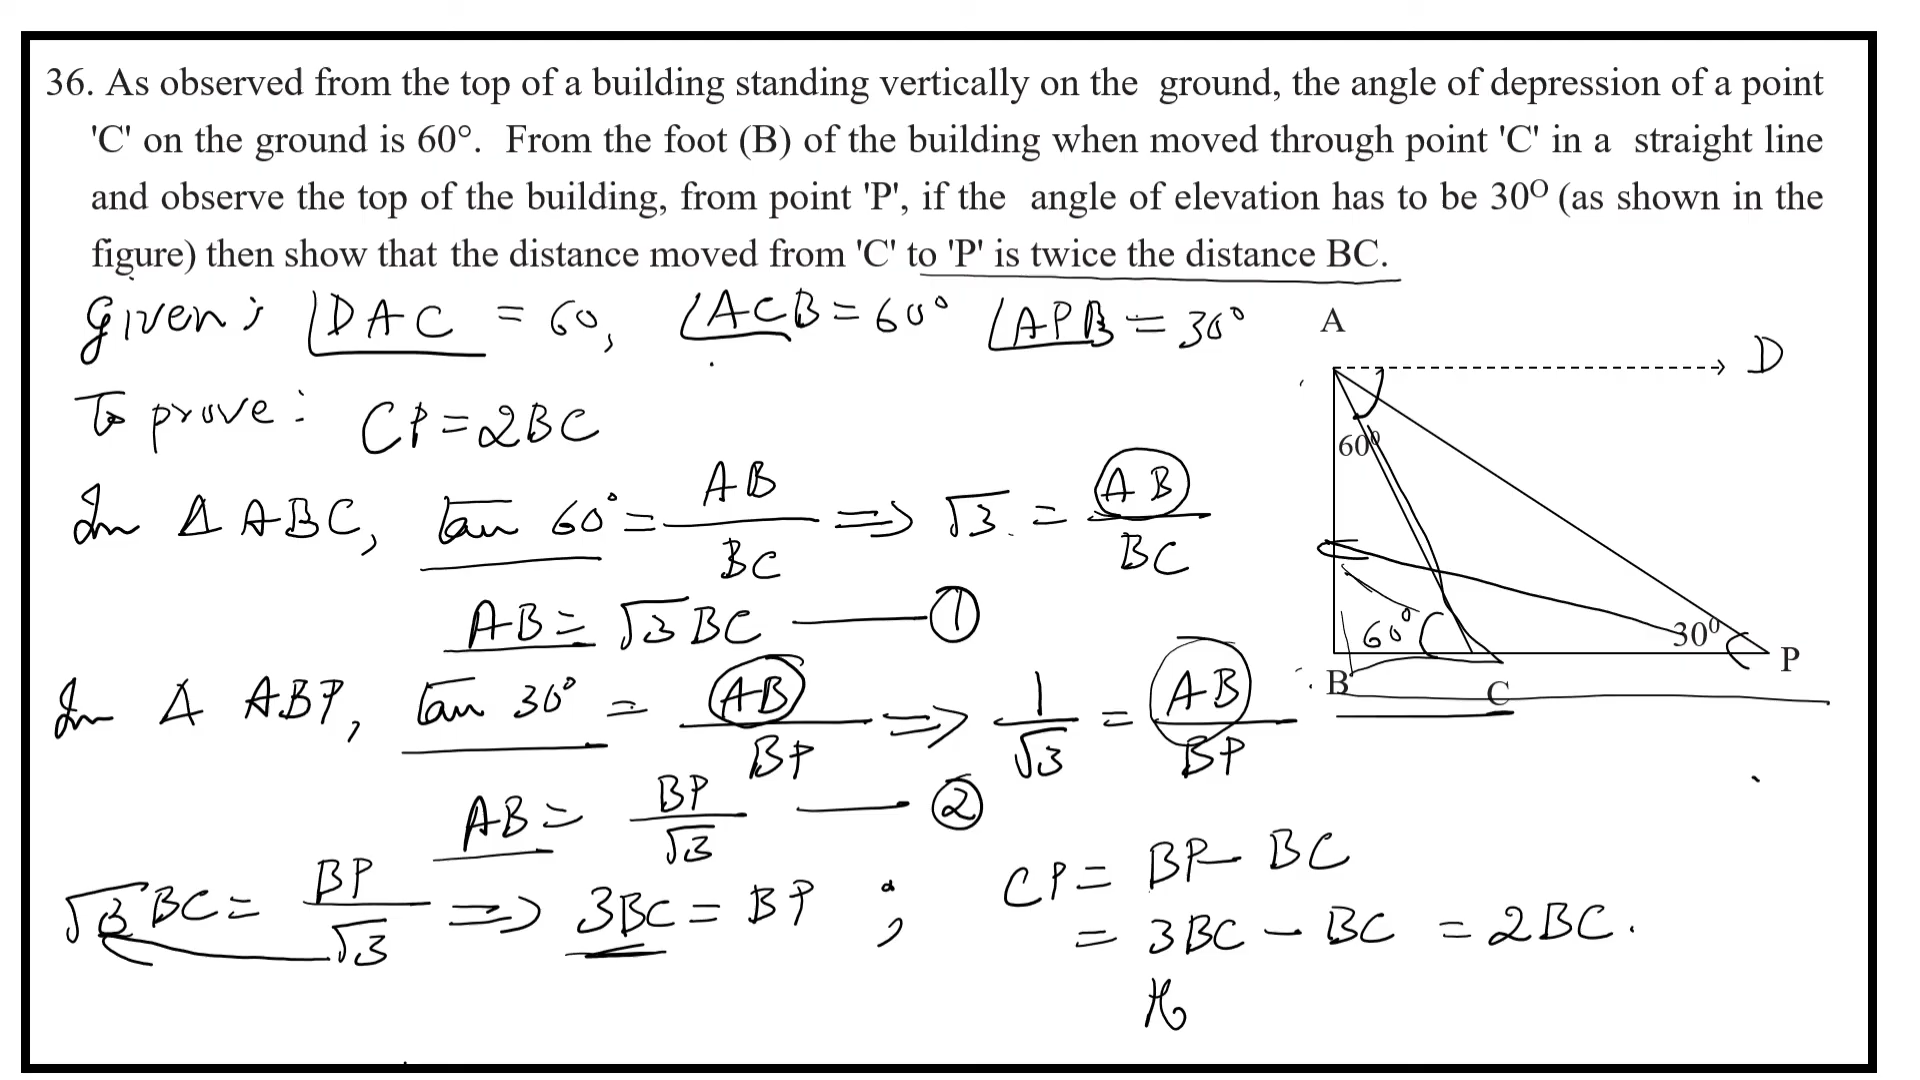 36. As observed from the top of a building standing vertically on the ground, the angle of depression of a point
'C' on the ground is 60°. From the foot (B) of the building when moved through point 'C' in a straight line
and observe the top of the building, from point 'P', if the angle of elevation has to be 30⁰ (as shown in the
figure) then show that the distance moved from 'C' to 'P' is twice the distance BC.
Given: ∠DAC = 60, ∠ACB = 60° ∠APB = 30°
A
D
To prove: CP = 2BC
60⁰
In Δ ABC, tan 60° = AB/BC ⇒ √3 = AB/BC
AB = √3 BC —— ①
60°
30⁰
P
B
C
In Δ ABP, tan 30° = AB/BP ⇒ 1/√3 = AB/BP
AB = BP/√3 —— ②
√3 BC = BP/√3 ⇒ 3BC = BP ;
CP = BP - BC
= 3BC - BC = 2BC.